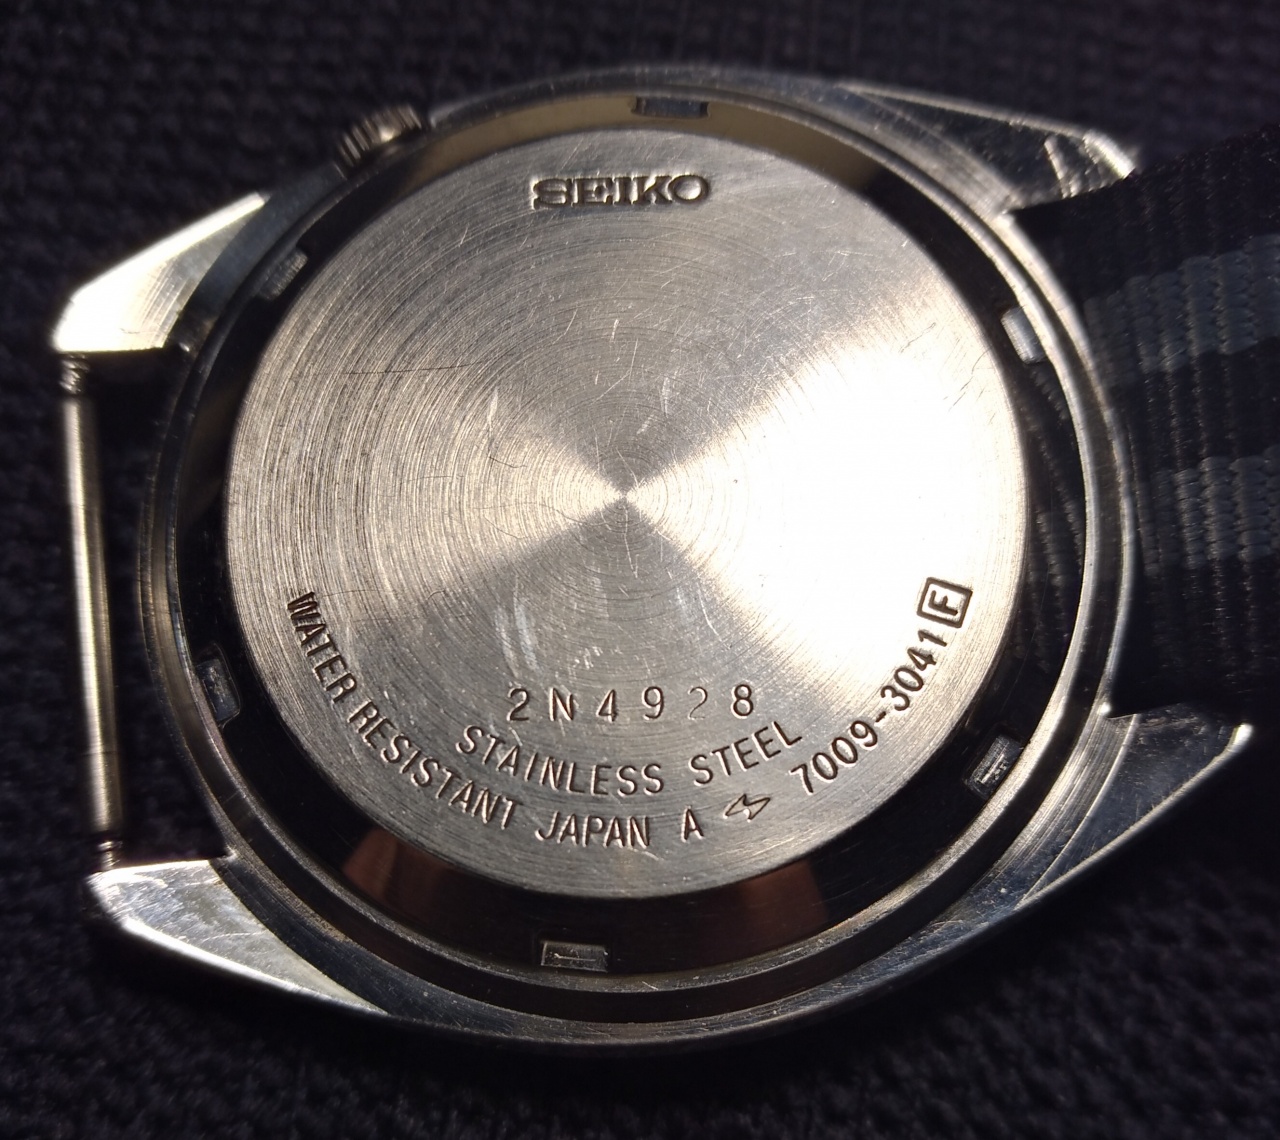 SEIKO
2N4928
STAINLESS STEEL
WATER RESISTANT JAPAN A 7009-3041 F